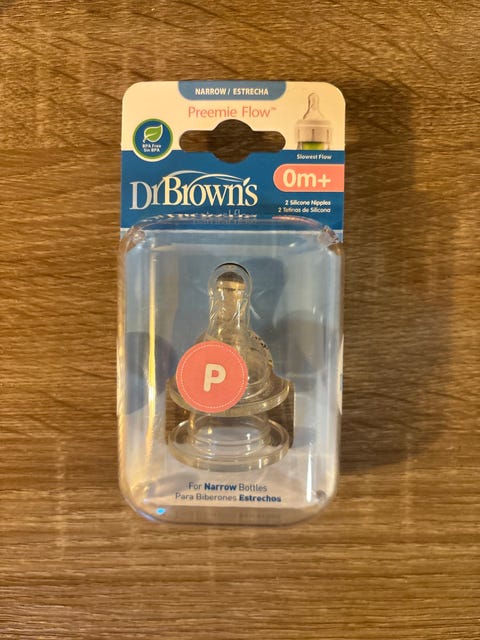 NARROW / ESTRECHA
Preemie Flow™
BPA Free
Sin BPA
Slowest Flow
Dr Brown's
0m+
2 Silicone Nipples
2 Tetinas de Silicona
P
For Narrow Bottles
Para Biberones Estrechos